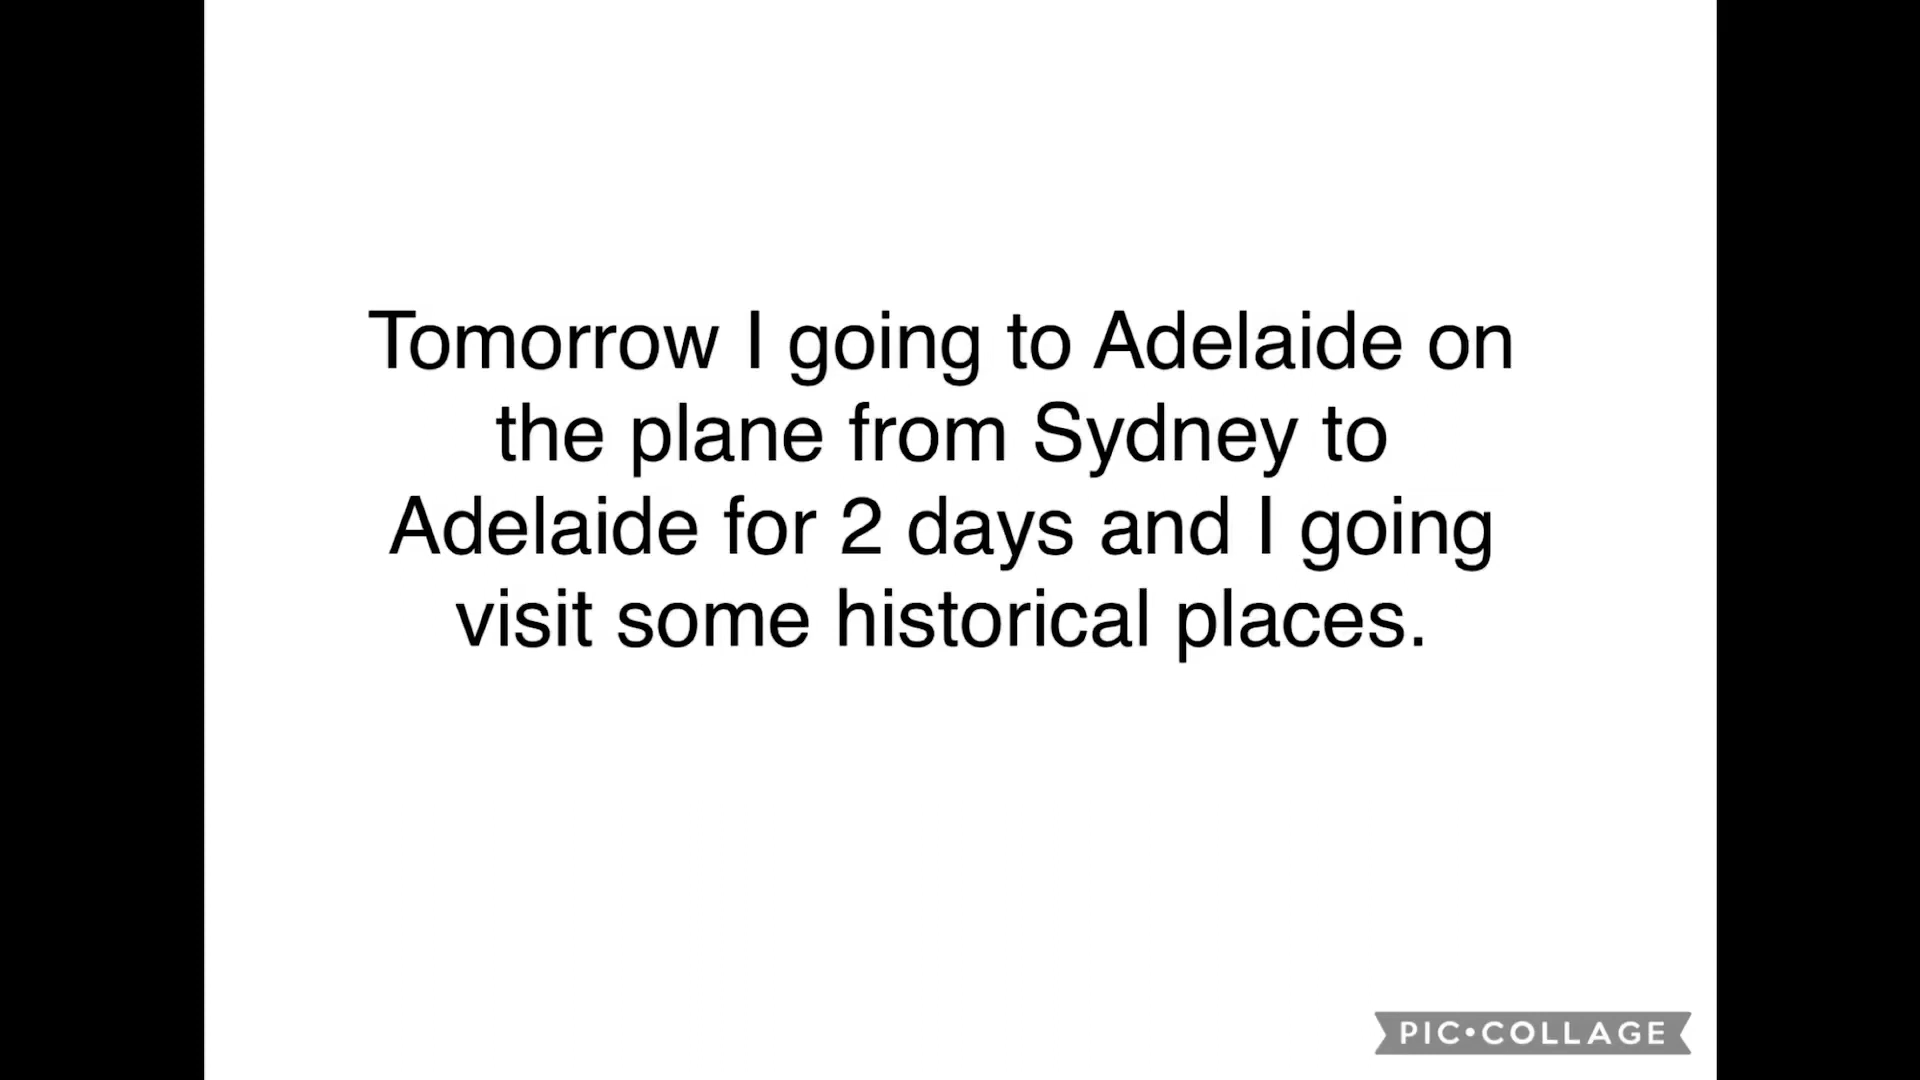 Tomorrow I going to Adelaide on
the plane from Sydney to
Adelaide for 2 days and I going
visit some historical places.
PIC•COLLAGE